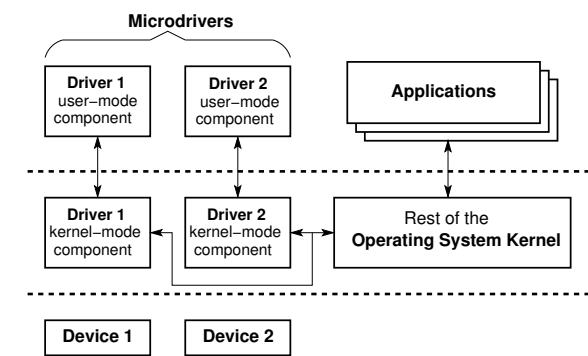 Microdrivers
Driver 1
user−mode
component
Driver 2
user−mode
component
Applications
Driver 1
kernel−mode
component
Driver 2
kernel−mode
component
Rest of the
Operating System Kernel
Device 1
Device 2